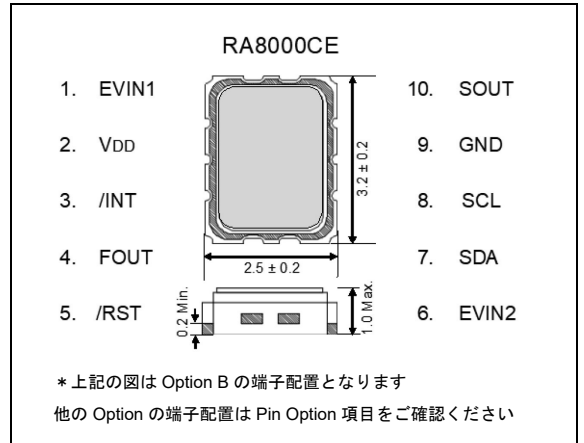 RA8000CE
1. EVIN1
2. VDD
3. /INT
4. FOUT
5. /RST
10. SOUT
9. GND
8. SCL
7. SDA
6. EVIN2
3.2 ± 0.2
2.5 ± 0.2
0.2 Min.
1.0 Max.
*上記の図は Option B の端子配置となります
他の Option の端子配置は Pin Option 項目をご確認ください